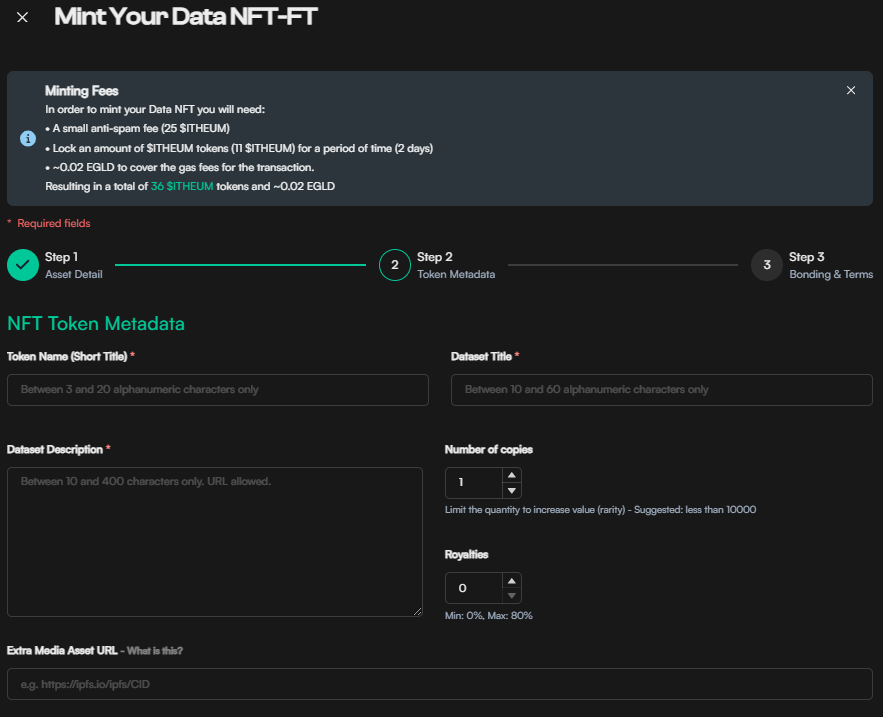 Mint Your Data NFT-FT
Minting Fees
In order to mint your Data NFT you will need:
• A small anti-spam fee (25 $ITHEUM)
• Lock an amount of $ITHEUM tokens (11 $ITHEUM) for a period of time (2 days)
• ~0.02 EGLD to cover the gas fees for the transaction.
Resulting in a total of 36 $ITHEUM tokens and ~0.02 EGLD
* Required fields
Step 1
Asset Detail
2
Step 2
Token Metadata
3
Step 3
Bonding & Terms
NFT Token Metadata
Token Name (Short Title) *
Between 3 and 20 alphanumeric characters only
Dataset Title *
Between 10 and 60 alphanumeric characters only
Dataset Description *
Between 10 and 400 characters only. URL allowed.
Number of copies
1
Limit the quantity to increase value (rarity) - Suggested: less than 10000
Royalties
0
Min: 0%, Max: 80%
Extra Media Asset URL - What is this?
e.g. https://ipfs.io/ipfs/CID